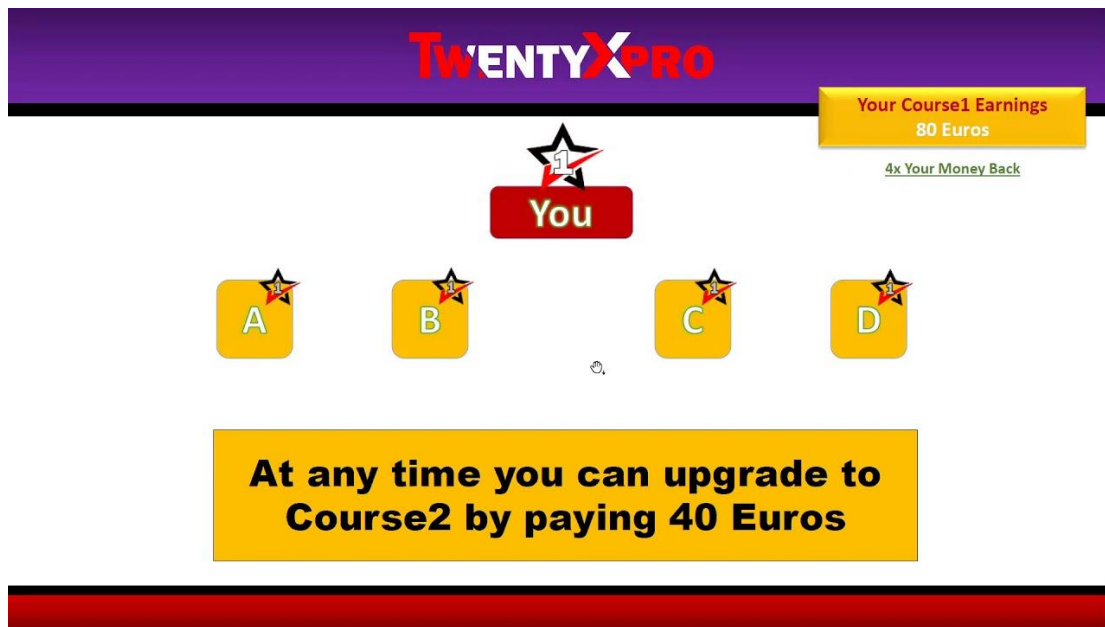 TWENTYXPRO
Your Course1 Earnings
80 Euros
4x Your Money Back
1
You
1
1
1
1
A
B
C
D
At any time you can upgrade to
Course2 by paying 40 Euros